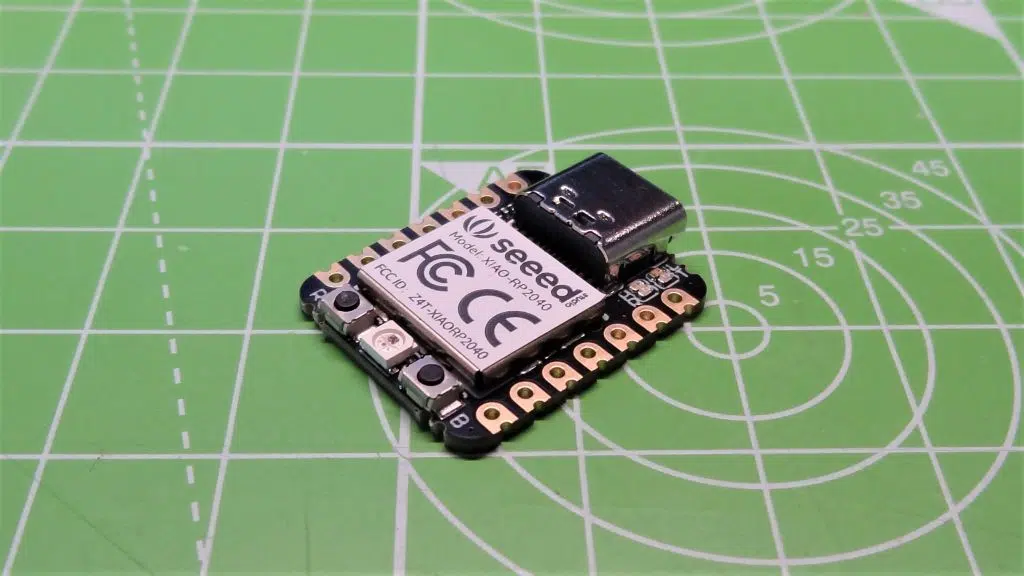 seeed
studio
Model: XIAO-RP2040
FCC CE
FCC ID: Z4T-XIAORP2040
R
B
5
15
25
35
45